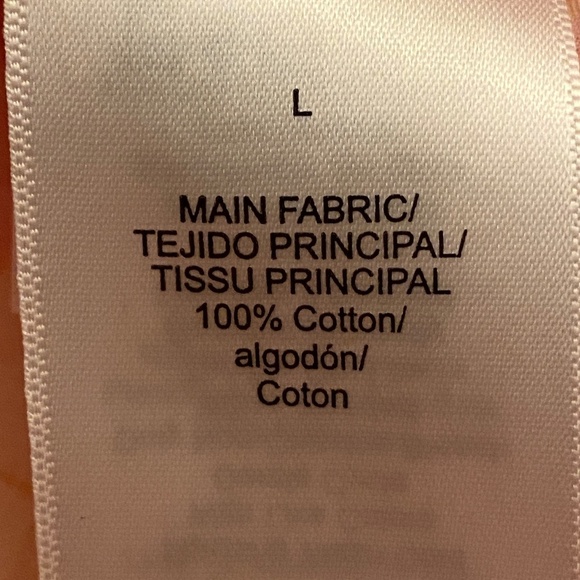 L
MAIN FABRIC/
TEJIDO PRINCIPAL/
TISSU PRINCIPAL
100% Cotton/
algodón/
Coton